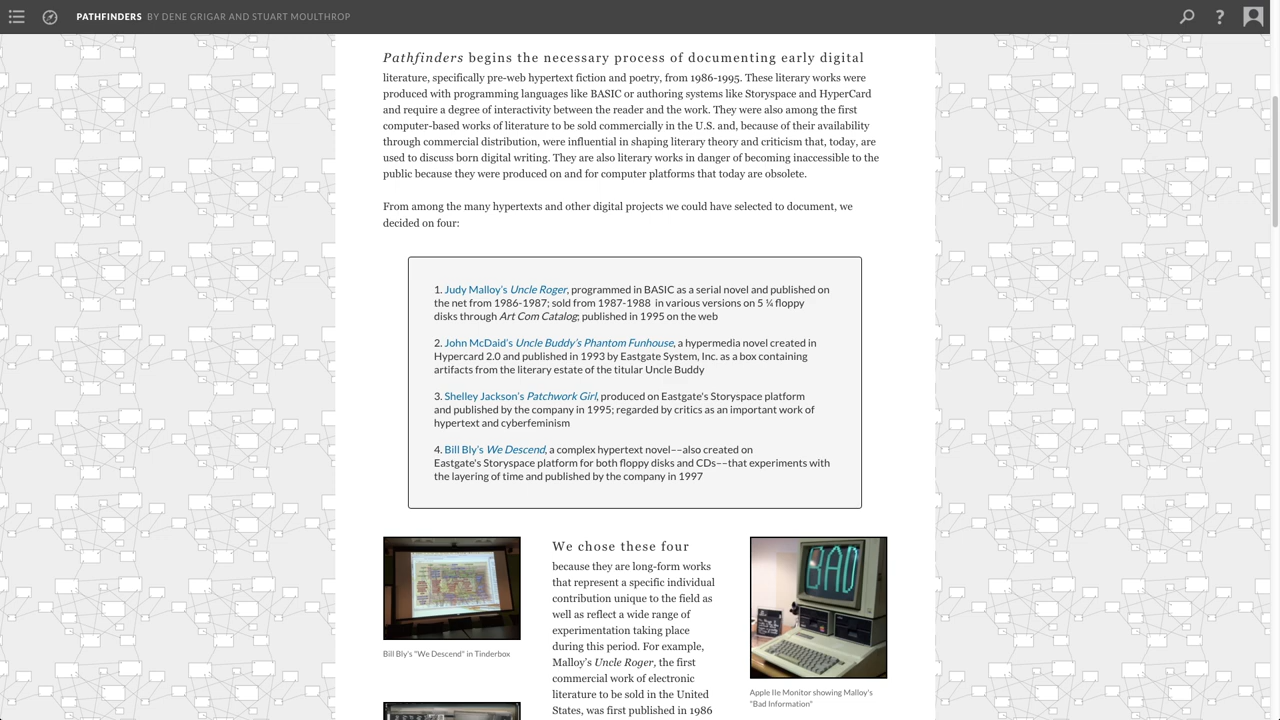 PATHFINDERS BY DENE GRIGAR AND STUART MOULTHROP
Pathfinders begins the necessary process of documenting early digital
literature, specifically pre-web hypertext fiction and poetry, from 1986-1995. These literary works were
produced with programming languages like BASIC or authoring systems like Storyspace and HyperCard
and require a degree of interactivity between the reader and the work. They were also among the first
computer-based works of literature to be sold commercially in the U.S. and, because of their availability
through commercial distribution, were influential in shaping literary theory and criticism that, today, are
used to discuss born digital writing. They are also literary works in danger of becoming inaccessible to the
public because they were produced on and for computer platforms that today are obsolete.
From among the many hypertexts and other digital projects we could have selected to document, we
decided on four:
1. Judy Malloy's Uncle Roger, programmed in BASIC as a serial novel and published on
the net from 1986-1987; sold from 1987-1988 in various versions on 5 ¼ floppy
disks through Art Com Catalog; published in 1995 on the web
2. John McDaid's Uncle Buddy's Phantom Funhouse, a hypermedia novel created in
Hypercard 2.0 and published in 1993 by Eastgate System, Inc. as a box containing
artifacts from the literary estate of the titular Uncle Buddy
3. Shelley Jackson's Patchwork Girl, produced on Eastgate's Storyspace platform
and published by the company in 1995; regarded by critics as an important work of
hypertext and cyberfeminism
4. Bill Bly's We Descend, a complex hypertext novel––also created on
Eastgate's Storyspace platform for both floppy disks and CDs––that experiments with
the layering of time and published by the company in 1997
Bill Bly's "We Descend" in Tinderbox
We chose these four
because they are long-form works
that represent a specific individual
contribution unique to the field as
well as reflect a wide range of
experimentation taking place
during this period. For example,
Malloy's Uncle Roger, the first
commercial work of electronic
literature to be sold in the United
States, was first published in 1986
BAD
Apple IIe Monitor showing Malloy's
"Bad Information"